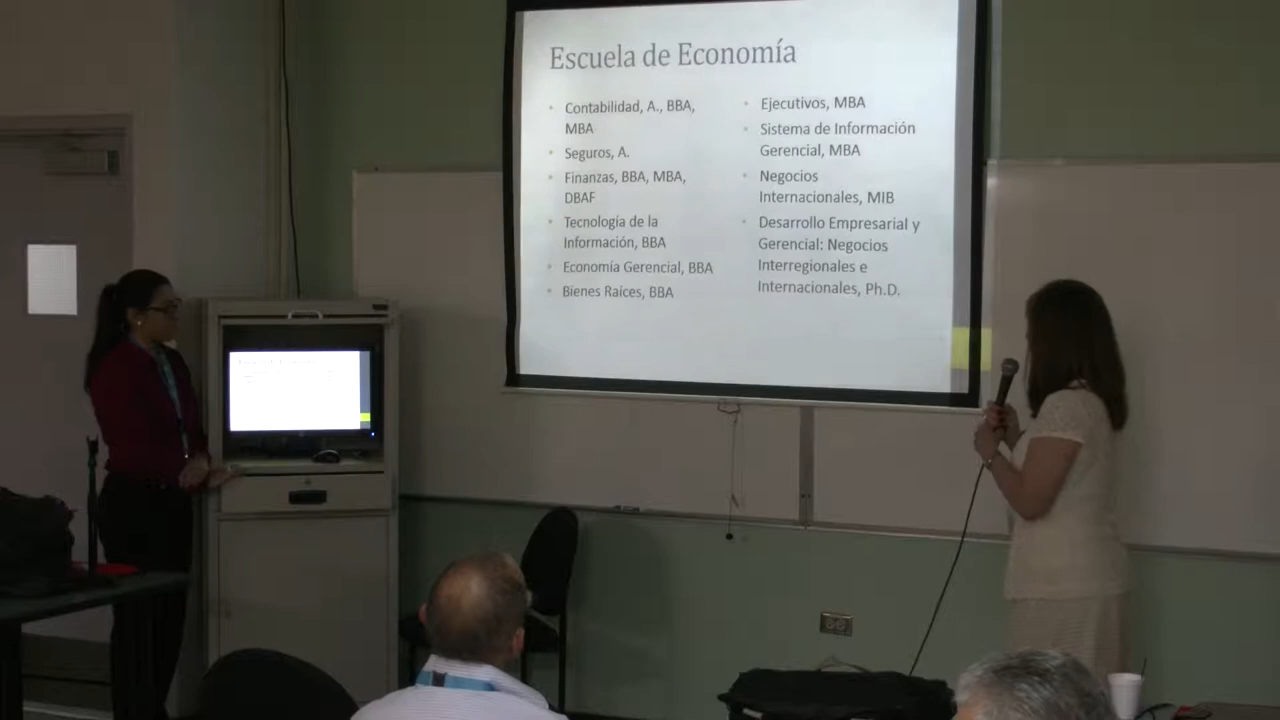 Escuela de Economía
• Contabilidad, A., BBA,
MBA
• Seguros, A.
• Finanzas, BBA, MBA,
DBAF
• Tecnología de la
Información, BBA
• Economía Gerencial, BBA
• Bienes Raíces, BBA
• Ejecutivos, MBA
• Sistema de Información
Gerencial, MBA
• Negocios
Internacionales, MIB
• Desarrollo Empresarial y
Gerencial: Negocios
Interregionales e
Internacionales, Ph.D.